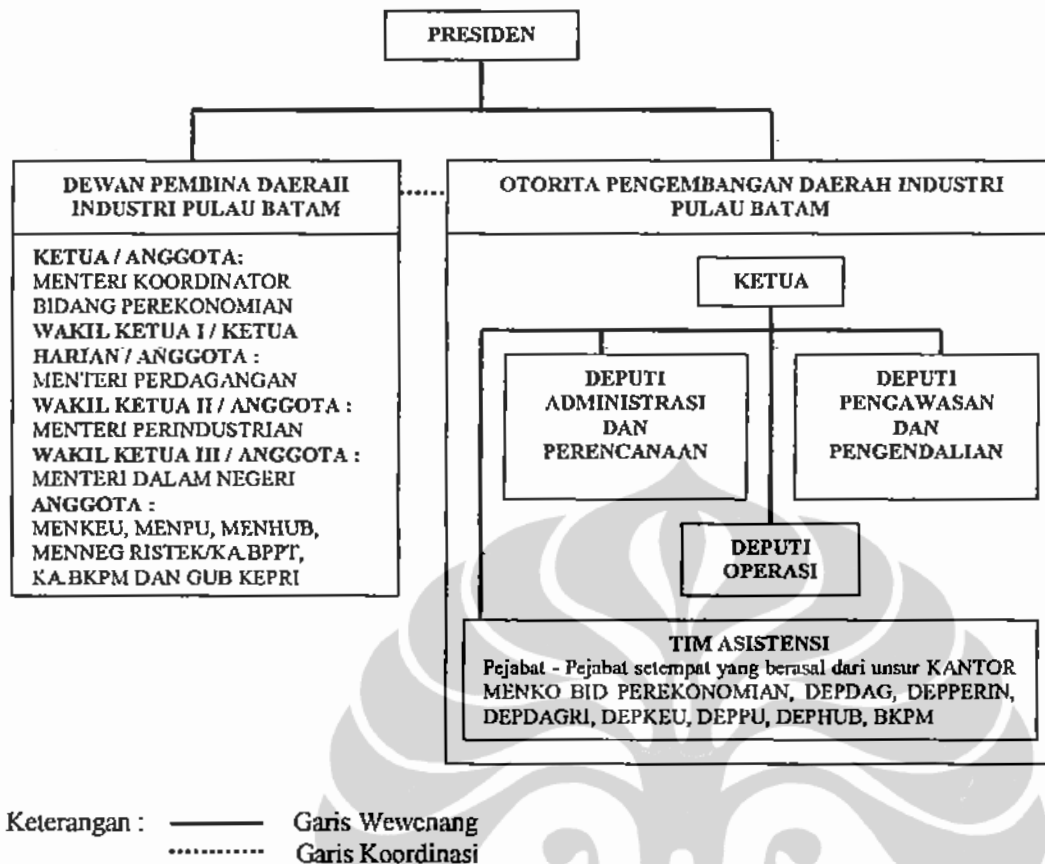 PRESIDEN
DEWAN PEMBINA DAERAH
INDUSTRI PULAU BATAM
KETUA / ANGGOTA:
MENTERI KOORDINATOR
BIDANG PEREKONOMIAN
WAKIL KETUA I / KETUA
HARIAN / ANGGOTA :
MENTERI PERDAGANGAN
WAKIL KETUA II / ANGGOTA :
MENTERI PERINDUSTRIAN
WAKIL KETUA III / ANGGOTA :
MENTERI DALAM NEGERI
ANGGOTA :
MENKEU, MENPU, MENHUB,
MENNEG RISTEK/KA.BPPT,
KA.BKPM DAN GUB KEPRI
OTORITA PENGEMBANGAN DAERAH INDUSTRI
PULAU BATAM
KETUA
DEPUTI
ADMINISTRASI
DAN
PERENCANAAN
DEPUTI
PENGAWASAN
DAN
PENGENDALIAN
DEPUTI
OPERASI
TIM ASISTENSI
Pejabat - Pejabat setempat yang berasal dari unsur KANTOR
MENKO BID PEREKONOMIAN, DEPDAG, DEPPERIN,
DEPDAGRI, DEPKEU, DEPPU, DEPHUB, BKPM
Keterangan : Garis Wewenang
Garis Koordinasi